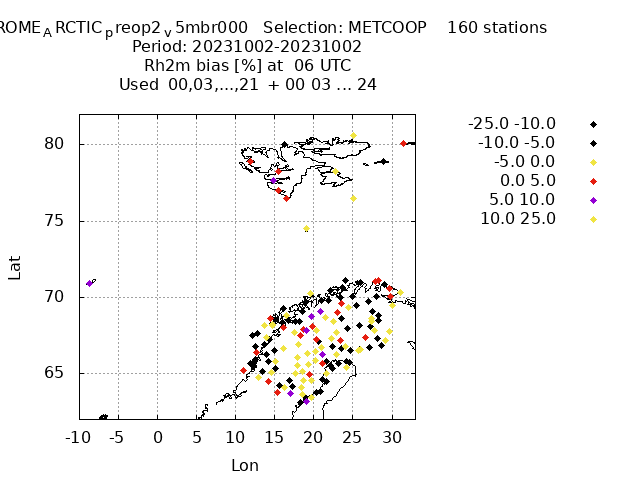 ROME_ARCTIC_preop2_v5mbr000 Selection: METCOOP 160 stations
Period: 20231002-20231002
Rh2m bias [%] at 06 UTC
Used 00,03,...,21 + 00 03 ... 24
-25.0 -10.0
-10.0 -5.0
-5.0 0.0
0.0 5.0
5.0 10.0
10.0 25.0
80
75
70
65
Lat
-10 -5 0 5 10 15 20 25 30
Lon